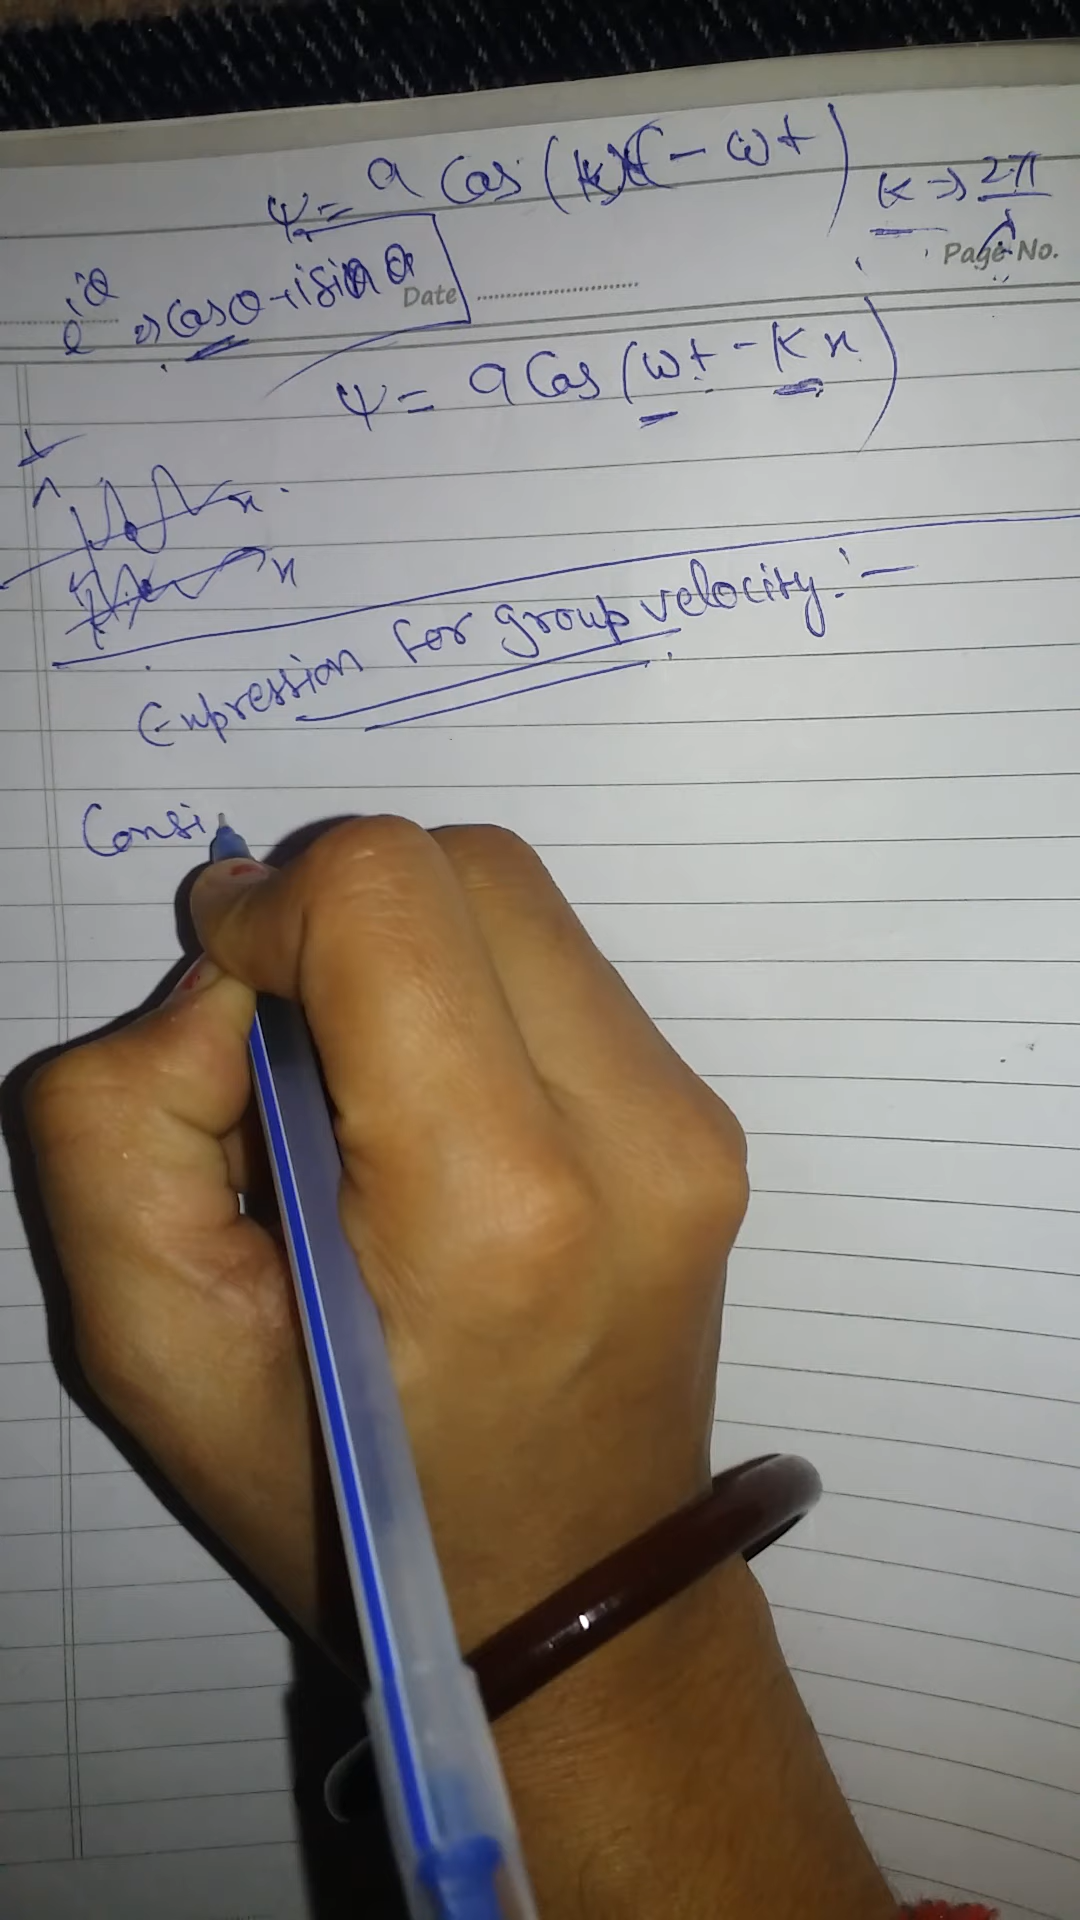 ψ = a Cos (kx - ωt)
K → 2π/λ
Page No.
e^iθ → Cosθ + i Sinθ
Date
ψ = a Cos (ωt - Kx)
x
x
Expression for group velocity :-
Consi